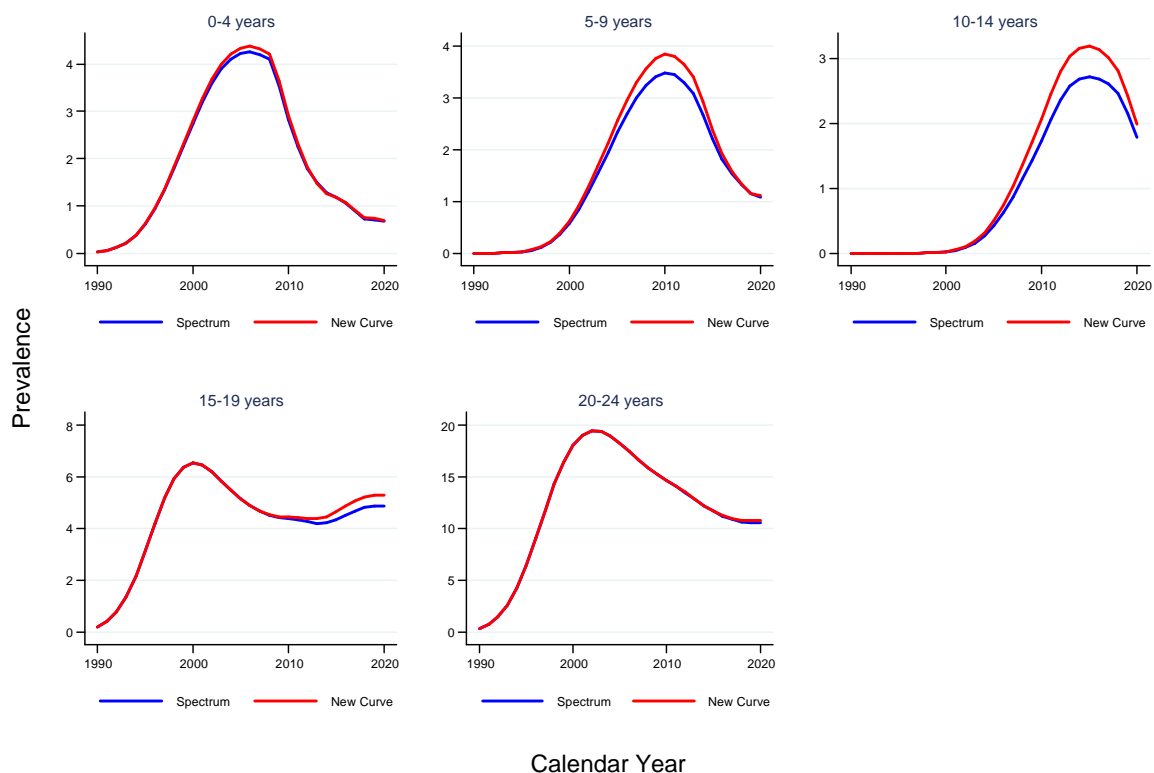 0-4 years
4
3
2
1
0
1990 2000 2010 2020
Spectrum New Curve
5-9 years
4
3
2
1
0
1990 2000 2010 2020
Spectrum New Curve
10-14 years
3
2
1
0
1990 2000 2010 2020
Spectrum New Curve
Prevalence
15-19 years
8
6
4
2
0
1990 2000 2010 2020
Spectrum New Curve
20-24 years
20
15
10
5
0
1990 2000 2010 2020
Spectrum New Curve
Calendar Year